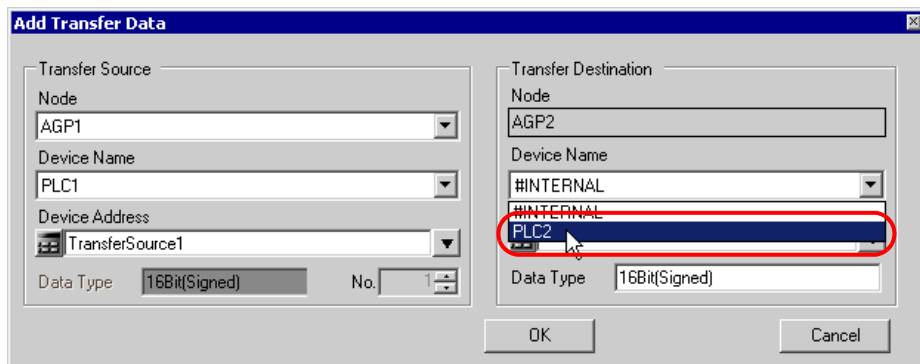 Add Transfer Data
Transfer Source
Node
AGP1
Device Name
PLC1
Device Address
TransferSource1
Data Type 16Bit(Signed) No. 1
Transfer Destination
Node
AGP2
Device Name
#INTERNAL
#INTERNAL
PLC2
Data Type 16Bit(Signed)
OK Cancel